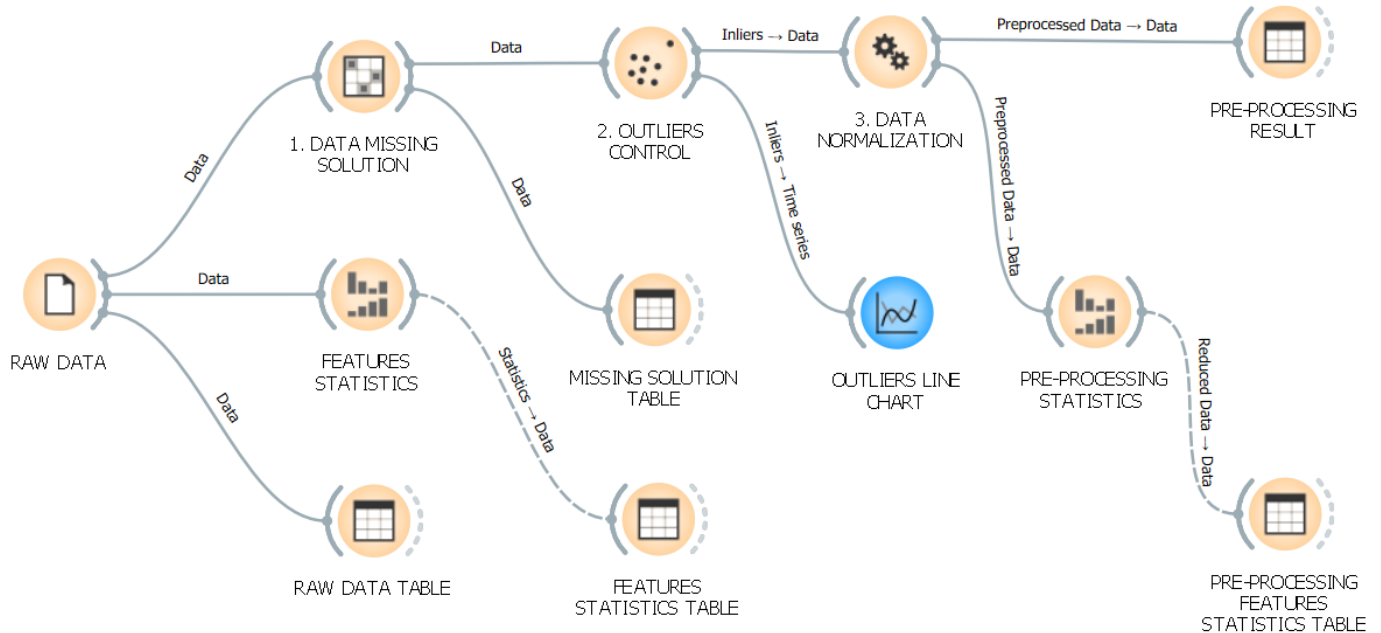 Preprocessed Data → Data
Data
Inliers → Data
1. DATA MISSING
SOLUTION
2. OUTLIERS
CONTROL
3. DATA
NORMALIZATION
PRE-PROCESSING
RESULT
Data
Data
Inliers → Time series
Preprocessed Data → Data
Data
RAW DATA
FEATURES
STATISTICS
MISSING SOLUTION
TABLE
OUTLIERS LINE
CHART
PRE-PROCESSING
STATISTICS
Data
Statistics → Data
Reduced Data → Data
RAW DATA TABLE
FEATURES
STATISTICS TABLE
PRE-PROCESSING
FEATURES
STATISTICS TABLE